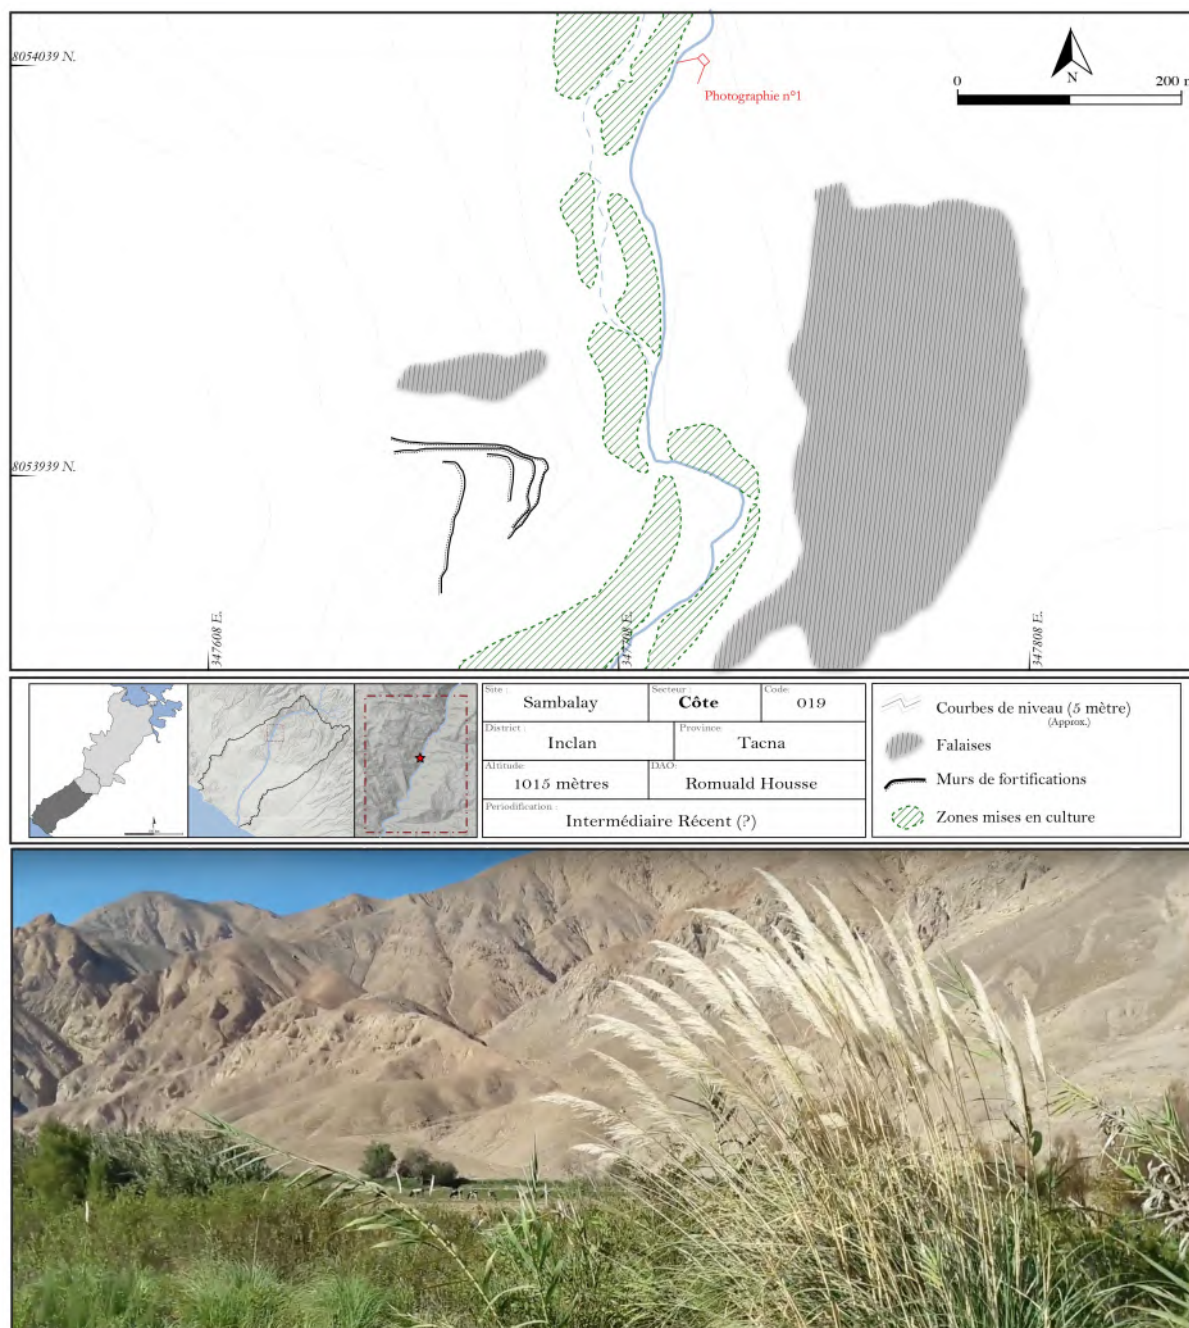 8054039 N.
N
0 200 m
Photographie n°1
8053939 N.
347608 E.
347708 E.
347808 E.
Site : Sambalay
Secteur : Côte
Code: 019
District : Inclan
Province: Tacna
Altitude: 1015 mètres
DAO: Romuald Housse
Périodification : Intermédiaire Récent (?)
Courbes de niveau (5 mètre)
(Approx.)
Falaises
Murs de fortifications
Zones mises en culture